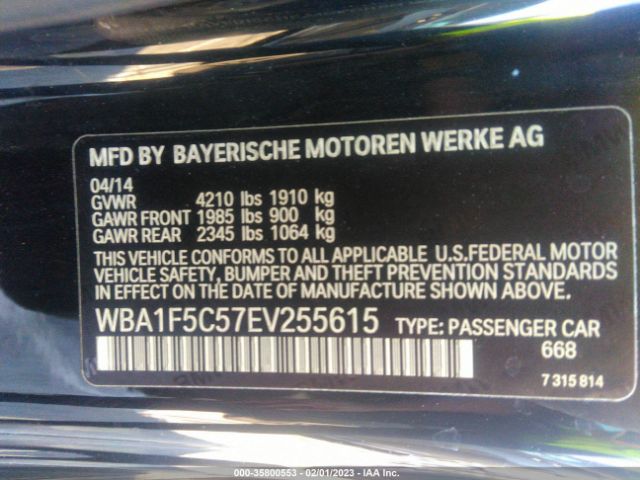 MFD BY BAYERISCHE MOTOREN WERKE AG
04/14
GVWR 4210 lbs 1910 kg
GAWR FRONT 1985 lbs 900 kg
GAWR REAR 2345 lbs 1064 kg
THIS VEHICLE CONFORMS TO ALL APPLICABLE U.S.FEDERAL MOTOR
VEHICLE SAFETY, BUMPER AND THEFT PREVENTION STANDARDS
IN EFFECT ON THE DATE OF MANUFACTURE SHOWN ABOVE.
WBA1F5C57EV255615 TYPE: PASSENGER CAR
668
7 315 814
000-35800553 — 02/01/2023 — IAA Inc.